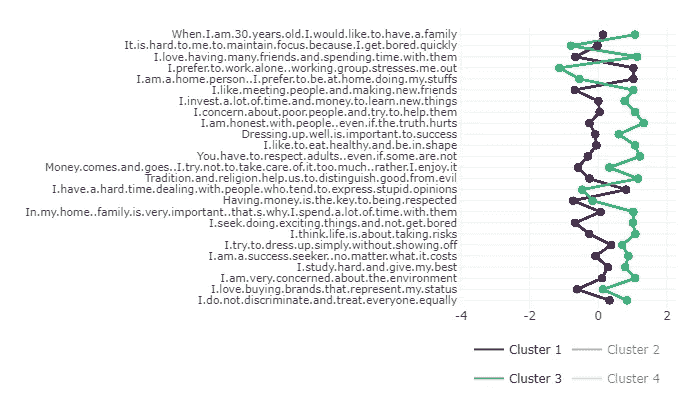 When.I.am.30.years.old.I.would.like.to.have.a.family
It.is.hard.to.me.to.maintain.focus.because.I.get.bored.quickly
I.love.having.many.friends.and.spending.time.with.them
I.prefer.to.work.alone..working.group.stresses.me.out
I.am.a.home.person..I.prefer.to.be.at.home.doing.my.stuffs
I.like.meeting.people.and.making.new.friends
I.invest.a.lot.of.time.and.money.to.learn.new.things
I.concern.about.poor.people.and.try.to.help.them
I.am.honest.with.people..even.if.the.truth.hurts
Dressing.up.well.is.important.to.success
I.like.to.eat.healthy.and.be.in.shape
You.have.to.respect.adults..even.if.some.are.not
Money.comes.and.goes..I.try.not.to.take.care.of.it.too.much..rather.I.enjoy.it
Tradition.and.religion.help.us.to.distinguish.good.from.evil
I.have.a.hard.time.dealing.with.people.who.tend.to.express.stupid.opinions
Having.money.is.the.key.to.being.respected
In.my.home..family.is.very.important..that.s.why.I.spend.a.lot.of.time.with.them
I.seek.doing.exciting.things.and.not.get.bored
I.think.life.is.about.taking.risks
I.try.to.dress.up.simply.without.showing.off
I.am.a.success.seeker..no.matter.what.it.costs
I.study.hard.and.give.my.best
I.am.very.concerned.about.the.environment
I.love.buying.brands.that.represent.my.status
I.do.not.discriminate.and.treat.everyone.equally
-4 -2 0 2
Cluster 1 Cluster 2
Cluster 3 Cluster 4